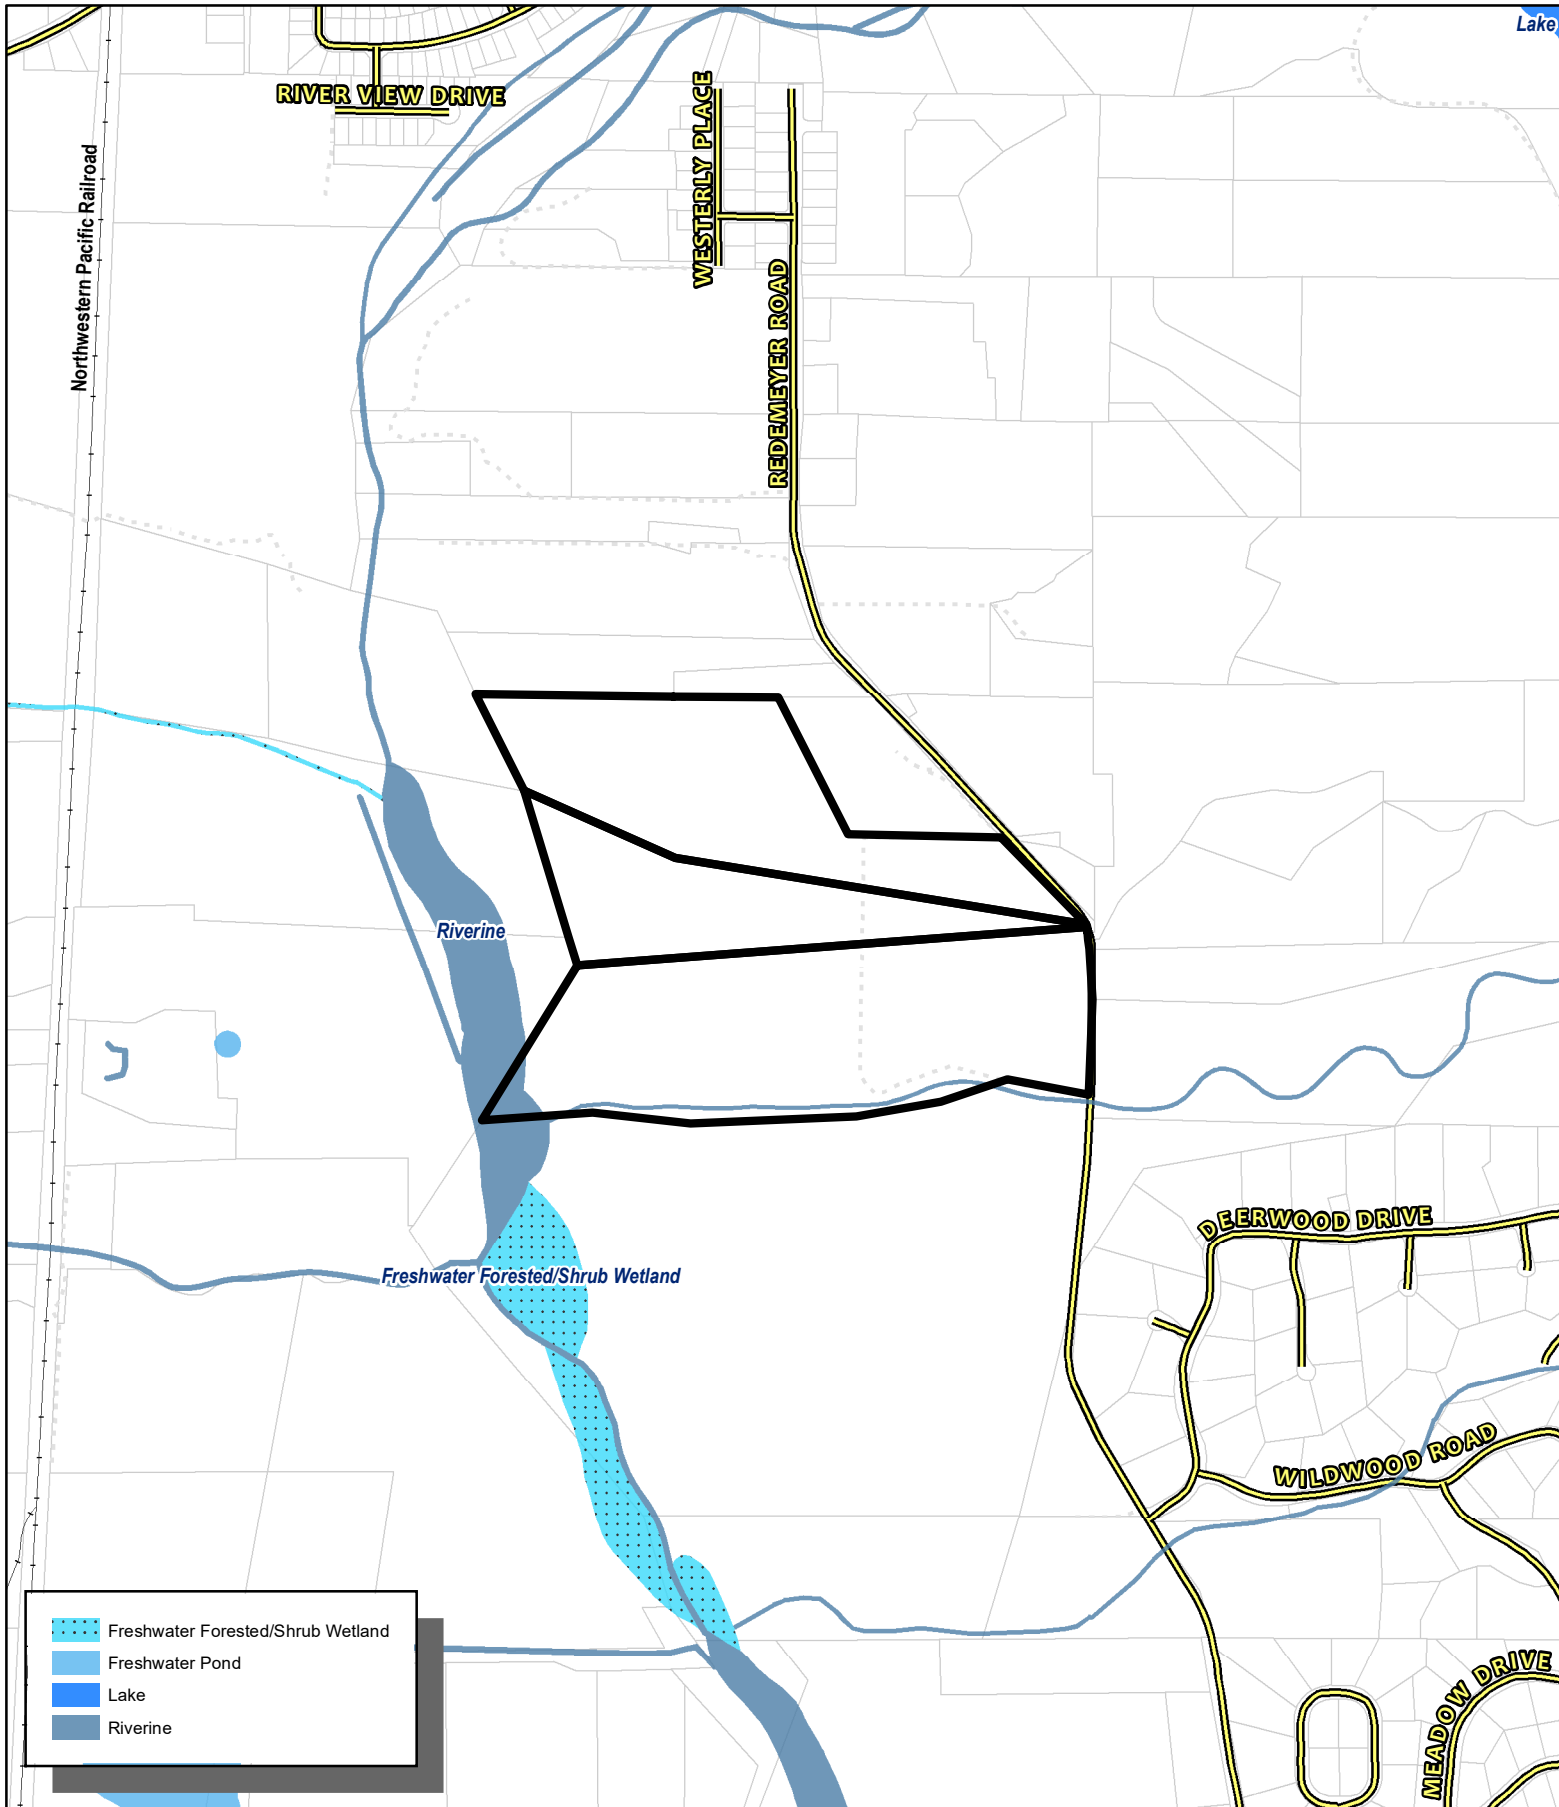 Lake
RIVER VIEW DRIVE
WESTERLY PLACE
Northwestern Pacific Railroad
REDEMEYER ROAD
Riverine
DEERWOOD DRIVE
Freshwater Forested/Shrub Wetland
WILDWOOD ROAD
MEADOW DRIVE
Freshwater Forested/Shrub Wetland
Freshwater Pond
Lake
Riverine